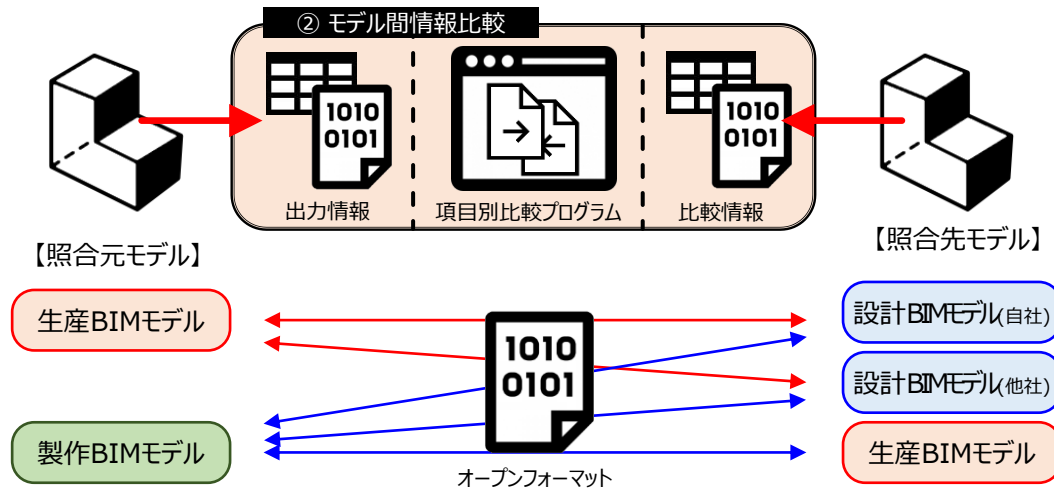 ② モデル間情報比較
1010
0101
1010
0101
出力情報
項目別比較プログラム
比較情報
【照合元モデル】
【照合先モデル】
生産BIMモデル
設計BIMモデル(自社)
1010
0101
設計BIMモデル(他社)
製作BIMモデル
生産BIMモデル
オープンフォーマット